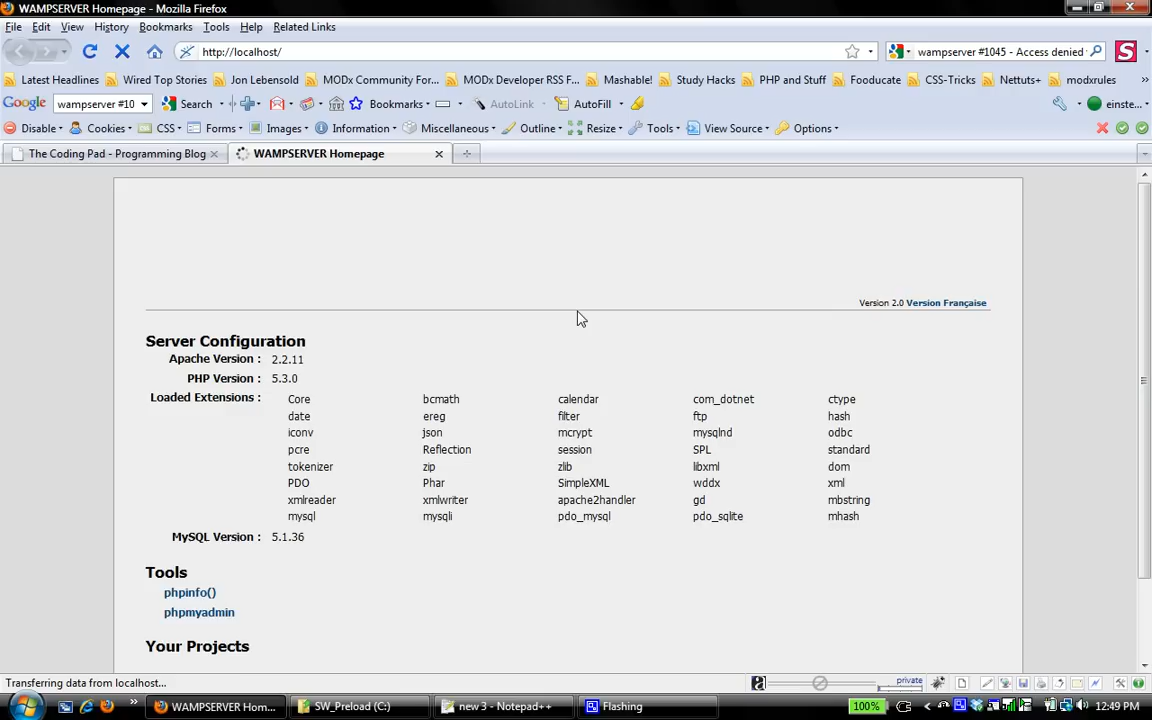 WAMPSERVER Homepage - Mozilla Firefox
File Edit View History Bookmarks Tools Help Related Links
http://localhost/ wampserver #1045 - Access denied
Latest Headlines Wired Top Stories Jon Lebensold MODx Community For... MODx Developer RSS F... Mashable! Study Hacks PHP and Stuff Fooducate CSS-Tricks Nettuts+ modxrules »
Google wampserver #10 Search Bookmarks AutoLink AutoFill einste...
Disable Cookies CSS Forms Images Information Miscellaneous Outline Resize Tools View Source Options
The Coding Pad - Programming Blog WAMPSERVER Homepage
Version 2.0 Version Française
Server Configuration
Apache Version : 2.2.11
PHP Version : 5.3.0
Loaded Extensions : Core bcmath calendar com_dotnet ctype
date ereg filter ftp hash
iconv json mcrypt mysqlnd odbc
pcre Reflection session SPL standard
tokenizer zip zlib libxml dom
PDO Phar SimpleXML wddx xml
xmlreader xmlwriter apache2handler gd mbstring
mysql mysqli pdo_mysql pdo_sqlite mhash
MySQL Version : 5.1.36
Tools
phpinfo()
phpmyadmin
Your Projects
Transferring data from localhost... private
WAMPSERVER Hom... SW_Preload (C:) new 3 - Notepad++ Flashing 100% 12:49 PM